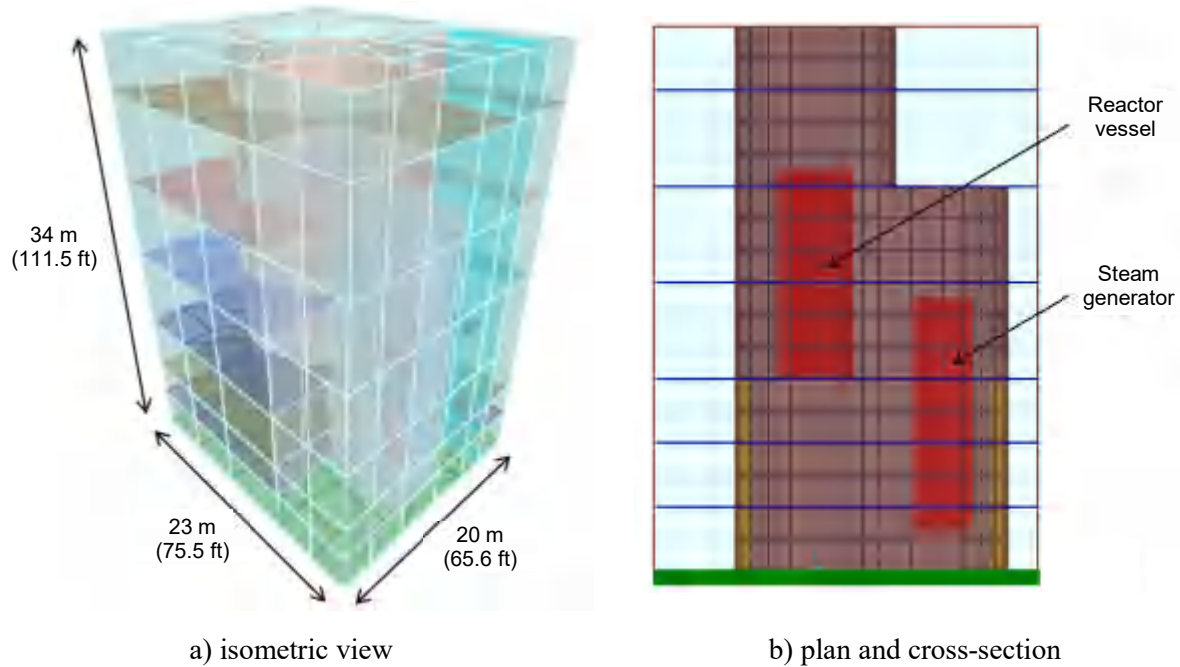 34 m
(111.5 ft)
23 m
(75.5 ft)
20 m
(65.6 ft)
Reactor
vessel
Steam
generator
a) isometric view
b) plan and cross-section